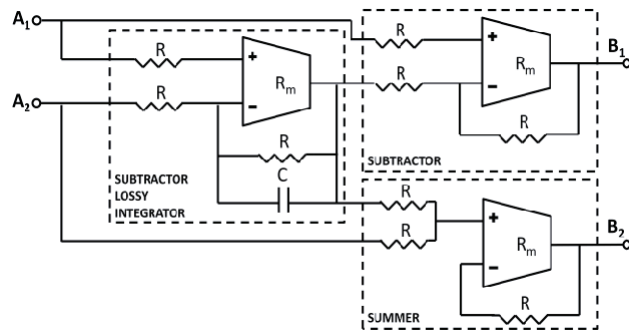 A1
A2
R
R
+
−
Rm
R
C
SUBTRACTOR
LOSSY
INTEGRATOR
R
R
+
−
Rm
R
B1
SUBTRACTOR
R
R
+
−
Rm
R
B2
SUMMER